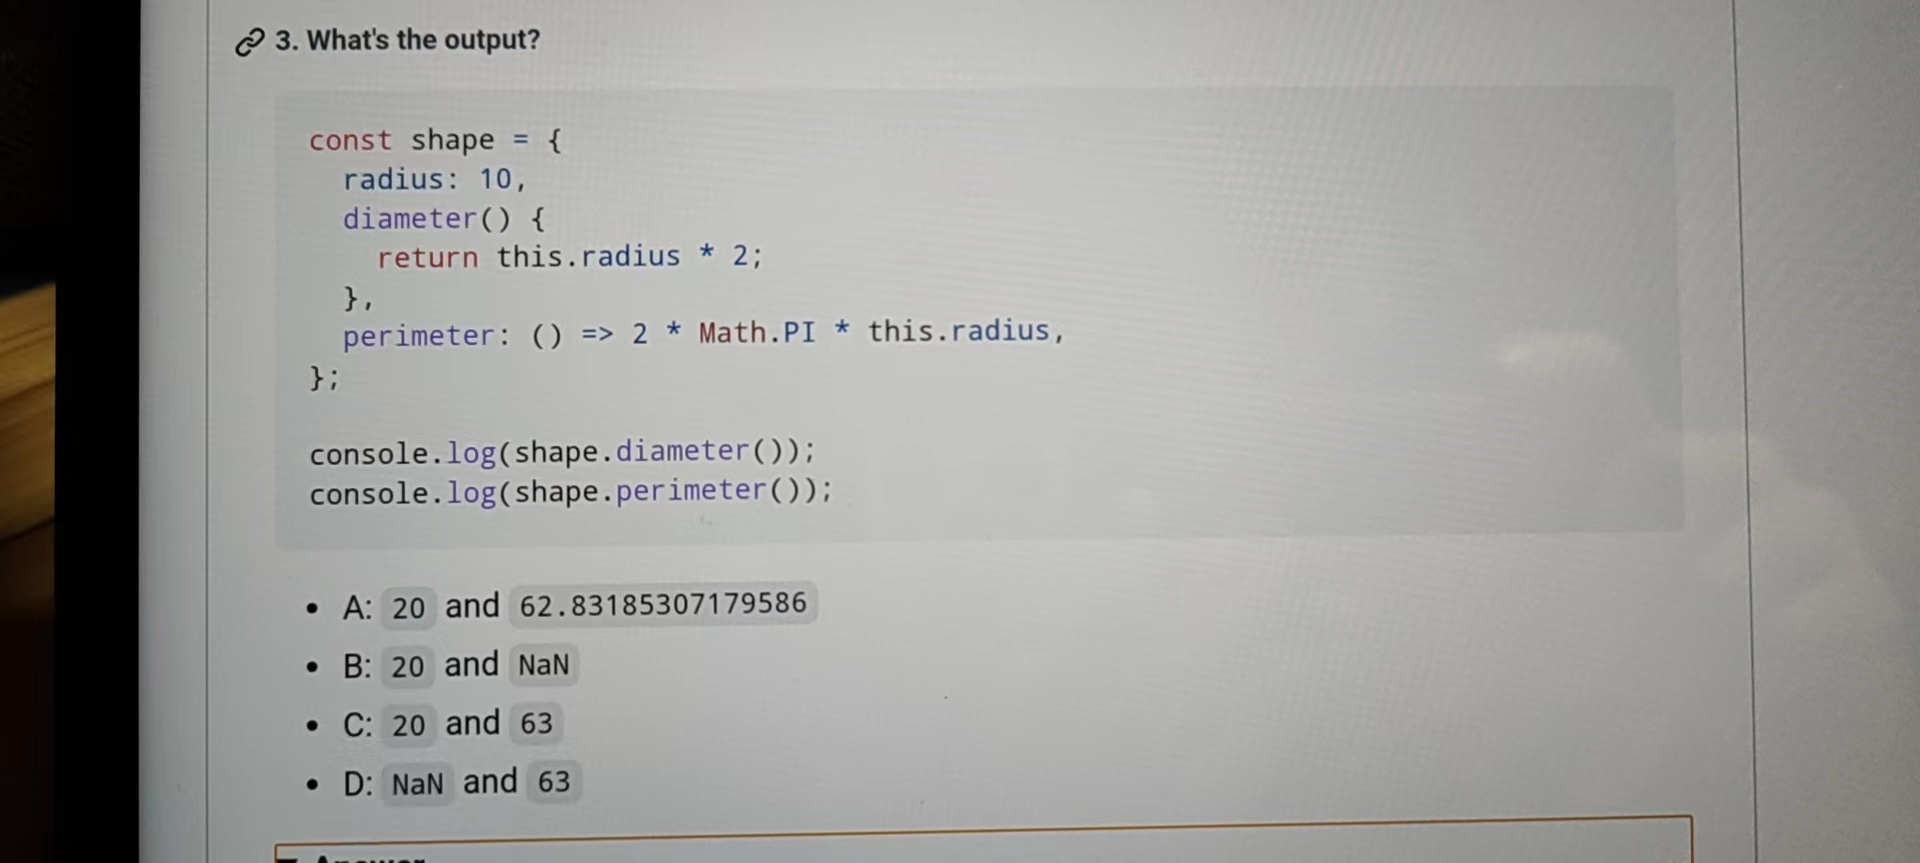 3. What's the output?
const shape = {
  radius: 10,
  diameter() {
    return this.radius * 2;
  },
  perimeter: () => 2 * Math.PI * this.radius,
};
console.log(shape.diameter());
console.log(shape.perimeter());
• A: 20 and 62.83185307179586
• B: 20 and NaN
• C: 20 and 63
• D: NaN and 63
Answer